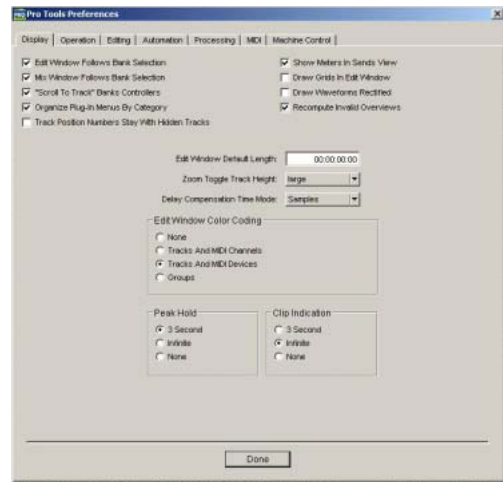 Pro Tools Preferences
Display Operation Editing Automation Processing MIDI Machine Control
Edit Window Follows Bank Selection
Mix Window Follows Bank Selection
"Scroll To Track" Banks Controllers
Organize Plug-In Menus By Category
Track Position Numbers Stay With Hidden Tracks
Show Meters In Sends View
Draw Grids In Edit Window
Draw Waveforms Rectified
Recompute Invalid Overviews
Edit Window Default Length: 00:00:00:00
Zoom Toggle Track Height: large
Delay Compensation Time Mode: Samples
Edit Window Color Coding
None
Tracks And MIDI Channels
Tracks And MIDI Devices
Groups
Peak Hold
3 Second
Infinite
None
Clip Indication
3 Second
Infinite
None
Done